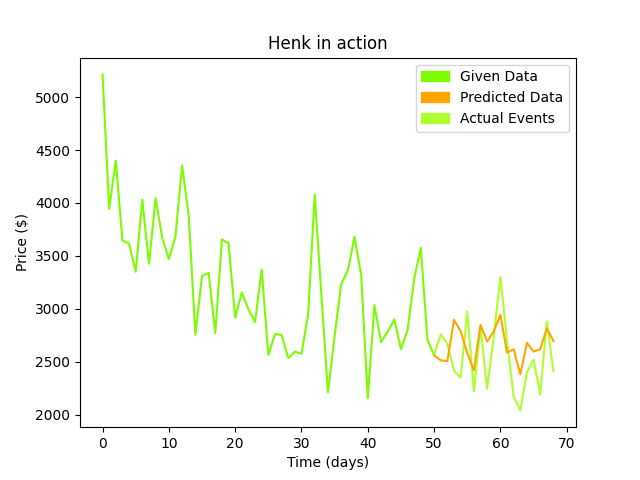 Henk in action
Given Data
Predicted Data
Actual Events
Price ($)
5000
4500
4000
3500
3000
2500
2000
0 10 20 30 40 50 60 70
Time (days)